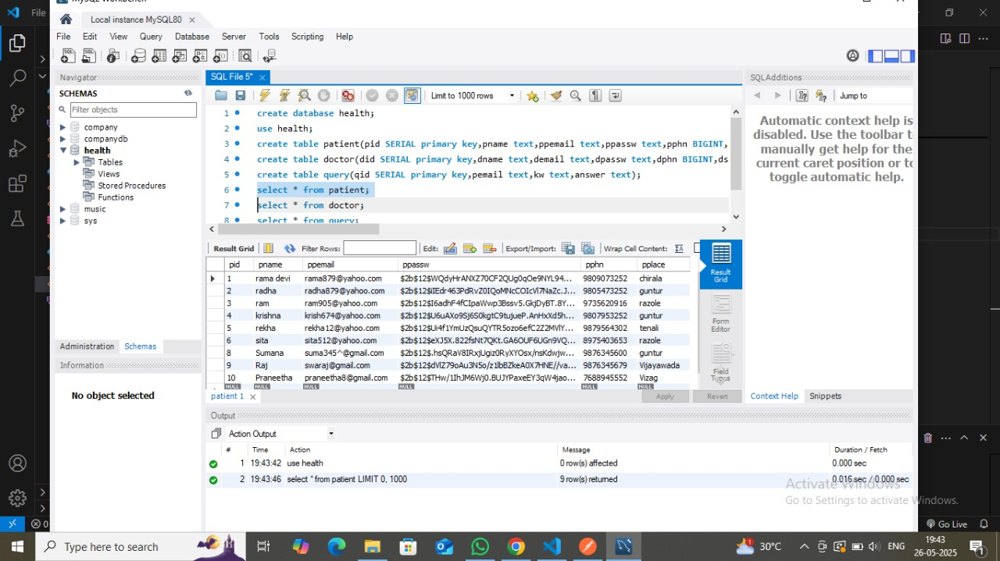 File
MySQL Workbench
Local instance MySQL80
File Edit View Query Database Server Tools Scripting Help
Navigator
SCHEMAS
Filter objects
company
companydb
health
Tables
Views
Stored Procedures
Functions
music
sys
Administration Schemas
Information
No object selected
SQL File 5*
Limit to 1000 rows
1 create database health;
2 use health;
3 create table patient(pid SERIAL primary key,pname text,ppemail text,ppassw text,pphn BIGINT,
4 create table doctor(did SERIAL primary key,dname text,demail text,dpassw text,dphn BIGINT,ds
5 create table query(qid SERIAL primary key,pemail text,kw text,answer text);
6 select * from patient;
7 select * from doctor;
8 select * from query;
Result Grid Filter Rows: Edit: Export/Import: Wrap Cell Content:
pid pname ppemail ppassw pphn pplace
1 rama devi rama879@yahoo.com $2b$12$WQdyHrANXZ70CF2QUg0qOe9NYL94... 9809073252 chirala
2 radha radha879@yahoo.com $2b$12$IEdr463PdRvZ0IQoMNcCOIcVl7NaZc.J... 9805473252 guntur
3 ram ram905@yahoo.com $2b$12$I6adhF4fCIpaWwp3Bssv5.GkjDyBT.8Y... 9735620916 razole
4 krishna krish674@yahoo.com $2b$12$U6uAXo9Sj6S0kgtC9tujueP.AnHxXd5h... 9807953252 guntur
5 rekha rekha12@yahoo.com $2b$12$Ui4f1YmUzQsuQYTR5ozo6efC2Z2MVlY... 9879564302 tenali
6 sita sita512@yahoo.com $2b$12$eXJ5X.822fsNt7QKt.GA6OUF6UGn9VQ... 8975403653 razole
8 Sumana suma345^@gmail.com $2b$12$.hsQRaV8IRxjUgiz0RyXYOsx/nsKdwjw... 9876345600 guntur
9 Raj swaraj@gmail.com $2b$12$dVlZ79oAu3N5o/z1lbBZkeA0X7HNE//va... 9876345679 Vijayawada
10 Praneetha praneetha8@gmail.com $2b$12$THw/1IhJM6Wj0.BUJYPaxeEY3qW4jao... 7688945552 Vizag
NULL NULL NULL NULL NULL NULL
Result
Grid
Form
Editor
Field
Types
patient 1
Apply Revert
SQLAdditions
Jump to
Automatic context help is
disabled. Use the toolbar t
manually get help for the
current caret position or to
toggle automatic help.
Context Help Snippets
Output
Action Output
# Time Action Message Duration / Fetch
1 19:43:42 use health 0 row(s) affected 0.000 sec
2 19:43:46 select * from patient LIMIT 0, 1000 9 row(s) returned 0.016 sec / 0.000 sec
Activate Windows
Go to Settings to activate Windows.
0
Go Live
Type here to search
1
30°C
ENG
19:43
26-05-2025
1